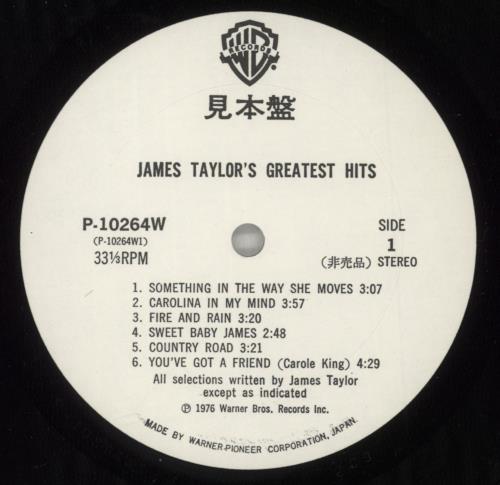 WB
RECORDS
見本盤
JAMES TAYLOR'S GREATEST HITS
P-10264W
(P-10264W1)
33⅓RPM
SIDE
1
(非売品) STEREO
1. SOMETHING IN THE WAY SHE MOVES 3:07
2. CAROLINA IN MY MIND 3:57
3. FIRE AND RAIN 3:20
4. SWEET BABY JAMES 2:48
5. COUNTRY ROAD 3:21
6. YOU'VE GOT A FRIEND (Carole King) 4:29
All selections written by James Taylor
except as indicated
℗ 1976 Warner Bros. Records Inc.
MADE BY WARNER-PIONEER CORPORATION, JAPAN.